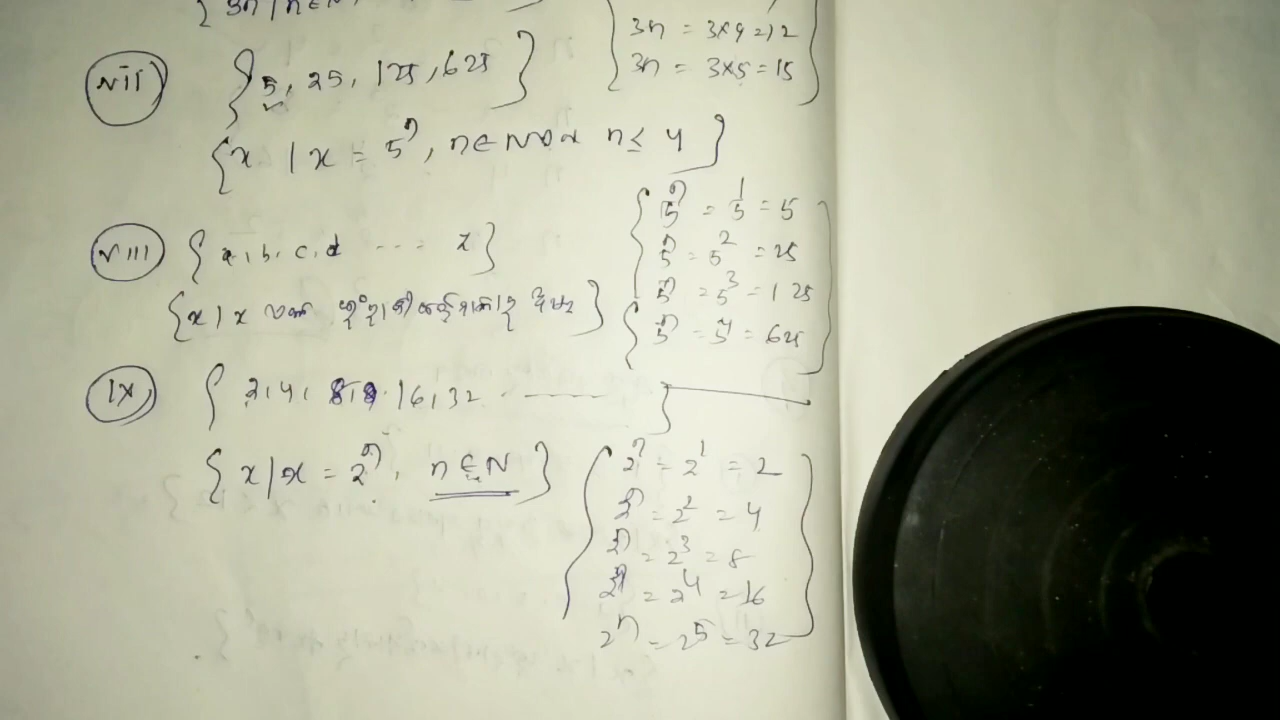 3n = 3×4=12
3n = 3×5=15
vii {5, 25, 125, 625}
{x | x = 5ⁿ, n∈N n ≤ 4}
5ⁿ = 5¹ = 5
5ⁿ = 5² = 25
5ⁿ = 5³ = 125
5ⁿ = 5⁴ = 625
viii {a, b, c, d ---- z}
{x | x}
ix {2, 4, 8, 16, 32 ------}
{x | x = 2ⁿ, n∈N}
2ⁿ = 2¹ = 2
2ⁿ = 2² = 4
2ⁿ = 2³ = 8
2ⁿ = 2⁴ = 16
2ⁿ = 2⁵ = 32